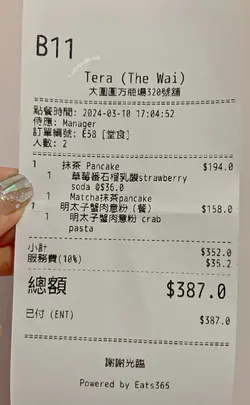 B11
Tera (The Wai)
大圍圍方商場320號舖
點餐時間: 2024-03-10 17:04:52
侍應: Manager
訂單編號: E58 [堂食]
人數: 2
1 抹茶 Pancake $194.0
1 草莓番石榴乳酸strawberry
soda @$36.0
1 Matcha抹茶pancake
1 明太子蟹肉意粉 (餐) $158.0
1 明太子蟹肉意粉 crab
pasta
小計 $352.0
服務費(10%) $35.2
總額 $387.0
已付 (ENT) $387.0
謝謝光臨
Powered by Eats365